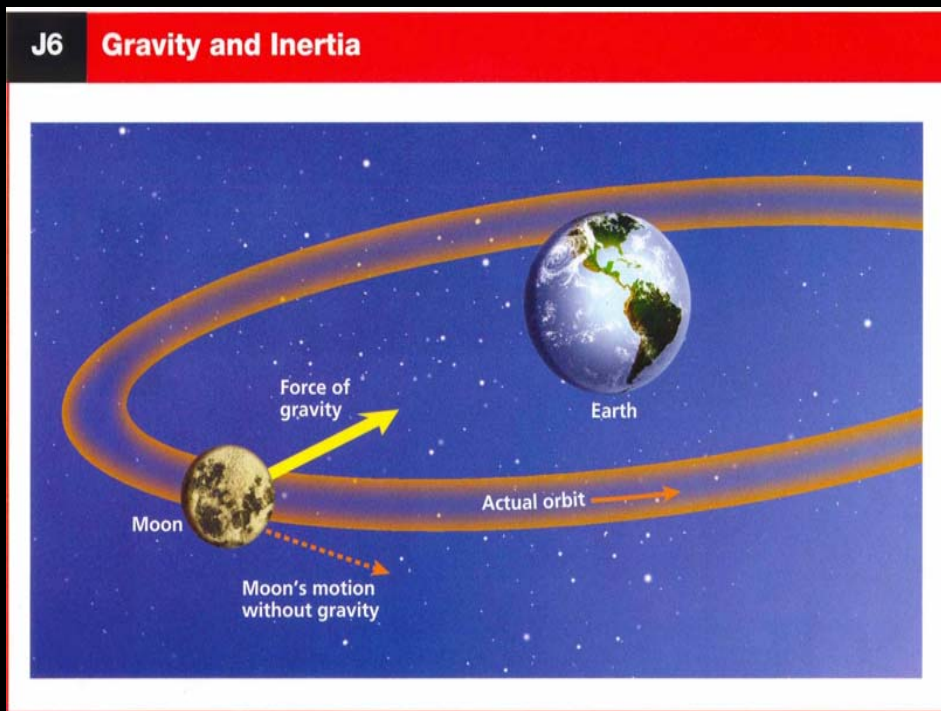 J6 Gravity and Inertia
Force of
gravity
Earth
Actual orbit
Moon
Moon's motion
without gravity